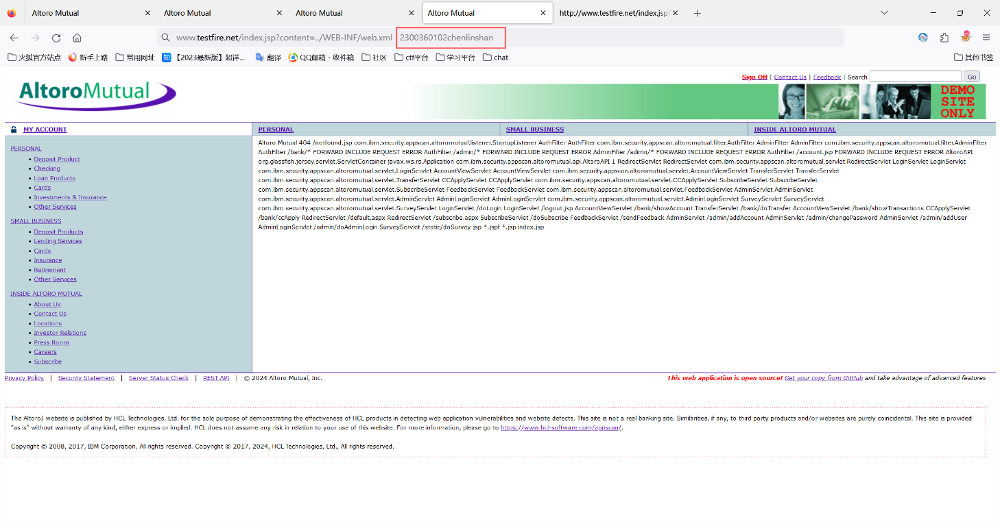 Altoro Mutual
Altoro Mutual
Altoro Mutual
Altoro Mutual
http://www.testfire.net/index.jsp?
www.testfire.net/index.jsp?content=../WEB-INF/web.xml 2300360102chenlinshan
火狐官方站点 新手上路 常用网址 知 【2023最新版】超详... 翻译 QQ邮箱 - 收件箱 社区 ctf平台 学习平台 chat 其他书签
AltoroMutual
Sign Off | Contact Us | Feedback | Search Go
DEMO
SITE
ONLY
MY ACCOUNT PERSONAL SMALL BUSINESS INSIDE ALTORO MUTUAL
PERSONAL
Deposit Product
Checking
Loan Products
Cards
Investments & Insurance
Other Services
SMALL BUSINESS
Deposit Products
Lending Services
Cards
Insurance
Retirement
Other Services
INSIDE ALTORO MUTUAL
About Us
Contact Us
Locations
Investor Relations
Press Room
Careers
Subscribe
Altoro Mutual 404 /notfound.jsp com.ibm.security.appscan.altoromutual.listener.StartupListener AuthFilter AuthFilter com.ibm.security.appscan.altoromutual.filter.AuthFilter AdminFilter AdminFilter com.ibm.security.appscan.altoromutual.filter.AdminFilter
AuthFilter /bank/* FORWARD INCLUDE REQUEST ERROR AuthFilter /admin/* FORWARD INCLUDE REQUEST ERROR AdminFilter /adimn/* FORWARD INCLUDE REQUEST ERROR AuthFilter /account.jsp FORWARD INCLUDE REQUEST ERROR AltoroAPI
org.glassfish.jersey.servlet.ServletContainer javax.ws.rs.Application com.ibm.security.appscan.altoromutual.api.AltoroAPI 1 RedirectServlet RedirectServlet com.ibm.security.appscan.altoromutual.servlet.RedirectServlet LoginServlet LoginServlet
com.ibm.security.appscan.altoromutual.servlet.LoginServlet AccountViewServlet AccountViewServlet com.ibm.security.appscan.altoromutual.servlet.AccountViewServlet TransferServlet TransferServlet
com.ibm.security.appscan.altoromutual.servlet.TransferServlet CCApplyServlet CCApplyServlet com.ibm.security.appscan.altoromutual.servlet.CCApplyServlet SubscribeServlet SubscribeServlet
com.ibm.security.appscan.altoromutual.servlet.SubscribeServlet FeedbackServlet FeedbackServlet com.ibm.security.appscan.altoromutual.servlet.FeedbackServlet AdminServlet AdminServlet
com.ibm.security.appscan.altoromutual.servlet.AdminServlet AdminLoginServlet AdminLoginServlet com.ibm.security.appscan.altoromutual.servlet.AdminLoginServlet SurveyServlet SurveyServlet
com.ibm.security.appscan.altoromutual.servlet.SurveyServlet LoginServlet /doLogin LoginServlet /logout.jsp AccountViewServlet /bank/showAccount TransferServlet /bank/doTransfer AccountViewServlet /bank/showTransactions CCApplyServlet
/bank/ccApply RedirectServlet /default.aspx RedirectServlet /subscribe.aspx SubscribeServlet /doSubscribe FeedbackServlet /sendFeedback AdminServlet /admin/addAccount AdminServlet /admin/changePassword AdminServlet /admin/addUser
AdminLoginServlet /admin/doAdminLogin SurveyServlet /static/doSurvey jsp *.jspf *.jsp index.jsp
Privacy Policy | Security Statement | Server Status Check | REST API | © 2024 Altoro Mutual, Inc.
This web application is open source! Get your copy from GitHub and take advantage of advanced features
The AltoroJ website is published by HCL Technologies, Ltd. for the sole purpose of demonstrating the effectiveness of HCL products in detecting web application vulnerabilities and website defects. This site is not a real banking site. Similarities, if any, to third party products and/or websites are purely coincidental. This site is provided
"as is" without warranty of any kind, either express or implied. HCL does not assume any risk in relation to your use of this website. For more information, please go to https://www.hcl-software.com/appscan/.
Copyright © 2008, 2017, IBM Corporation, All rights reserved. Copyright © 2017, 2024, HCL Technologies, Ltd., All rights reserved.